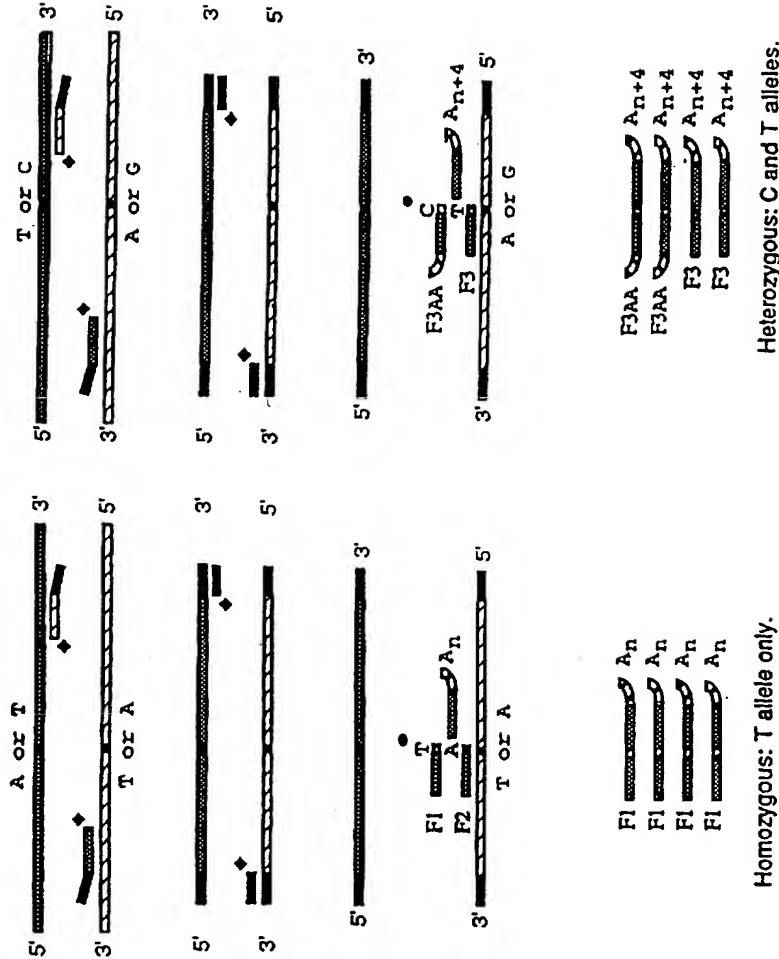 A or T
5' 3'
3' 5'
T or A
5' 3'
3' 5'
5' 3'
F1 T
A An
F2
T or A
3' 5'
F1 An
F1 An
F1 An
F1 An
Homozygous: T allele only.
T or C
5' 3'
3' 5'
A or G
5' 3'
3' 5'
5' 3'
F3AA C
An+4
F3 T
A or G
3' 5'
F3AA An+4
F3AA An+4
F3 An+4
F3 An+4
Heterozygous: C and T alleles.